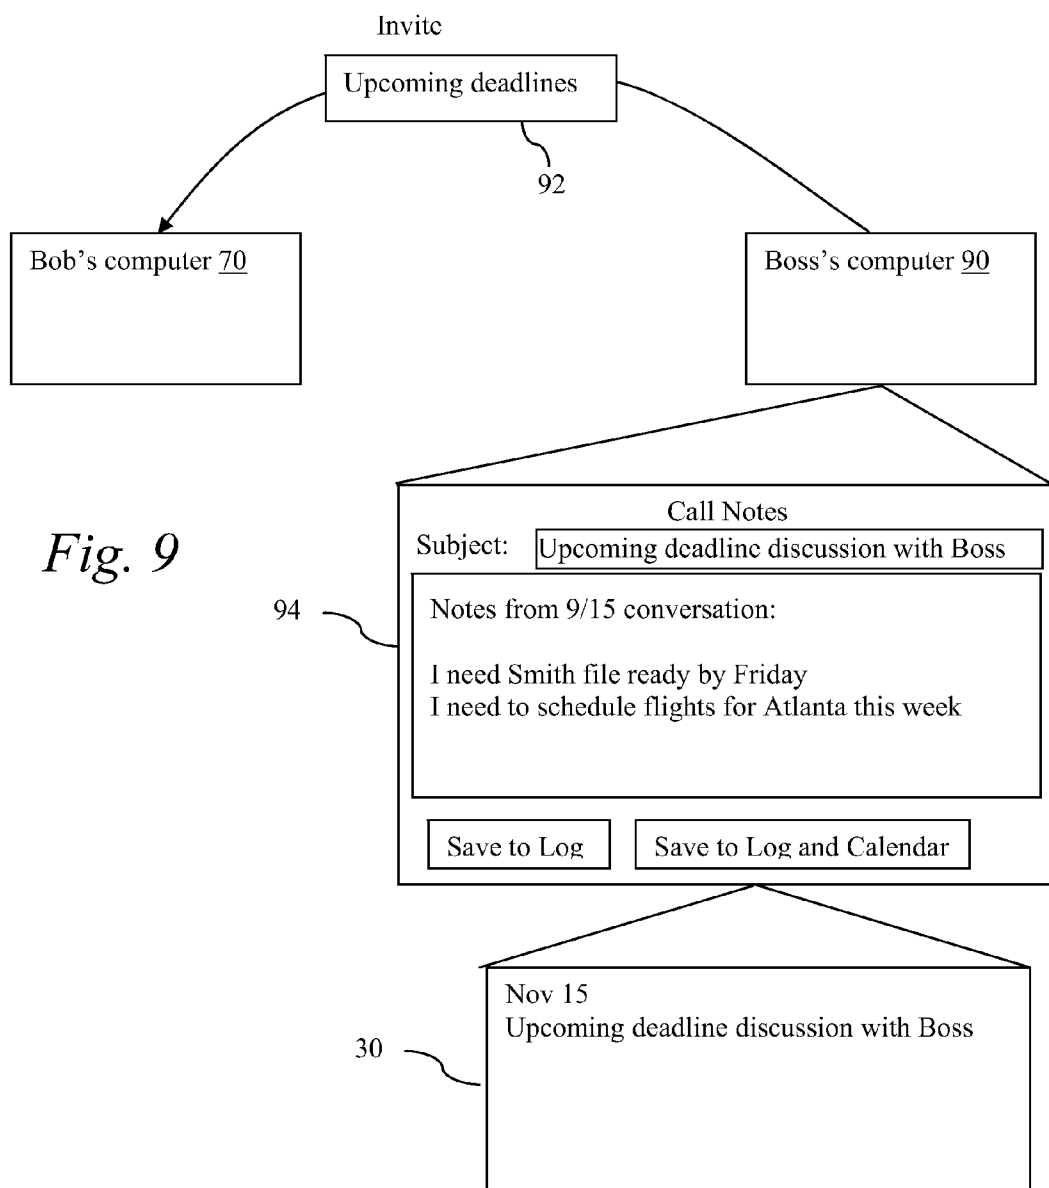 Invite
Upcoming deadlines
92
Bob's computer 70
Boss's computer 90
Fig. 9
Call Notes
Subject:
Upcoming deadline discussion with Boss
94
Notes from 9/15 conversation:
I need Smith file ready by Friday
I need to schedule flights for Atlanta this week
Save to Log
Save to Log and Calendar
Nov 15
Upcoming deadline discussion with Boss
30